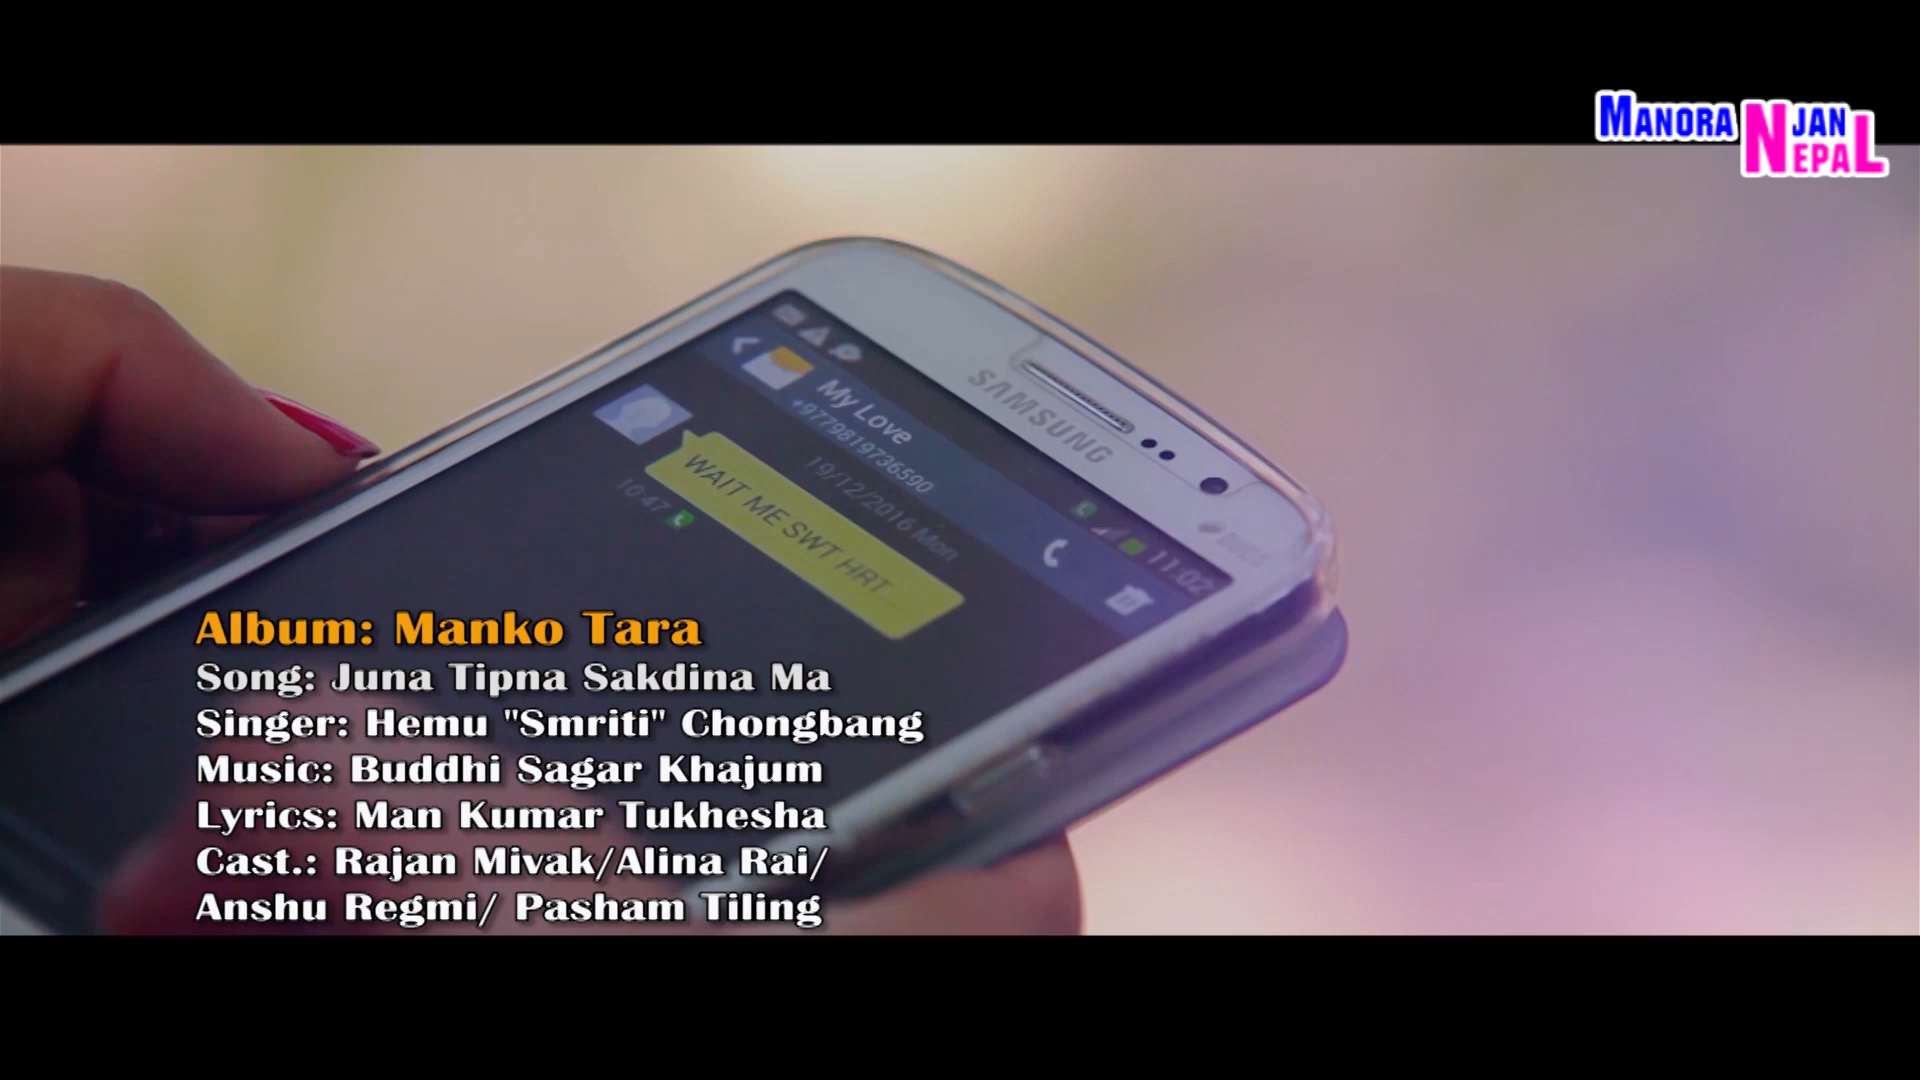 MANORANJAN
NEPAL
SAMSUNG
DUOS
11:02
My Love
+9779819736590
19/12/2016 Mon
WAIT ME SWT HRT....
10:47
Album: Manko Tara
Song: Juna Tipna Sakdina Ma
Singer: Hemu "Smriti" Chongbang
Music: Buddhi Sagar Khajum
Lyrics: Man Kumar Tukhesha
Cast.: Rajan Mivak/Alina Rai/
Anshu Regmi/ Pasham Tiling